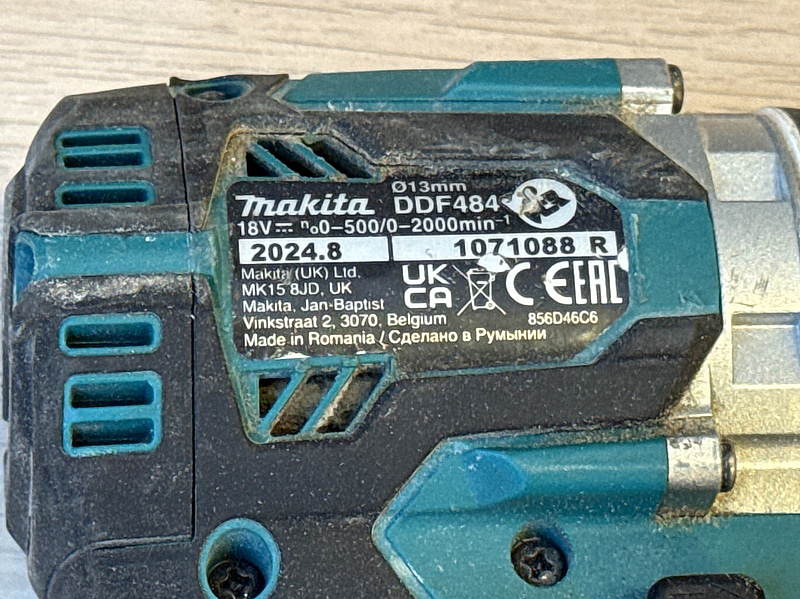 Ø13mm
makita DDF484
18V⎓ n₀0-500/0-2000min⁻¹
2024.8 1071088 R
Makita (UK) Ltd.
MK15 8JD, UK
Makita, Jan-Baptist
Vinkstraat 2, 3070, Belgium
UK
CA
CE EAC
856D46C6
Made in Romania / Сделано в Румынии